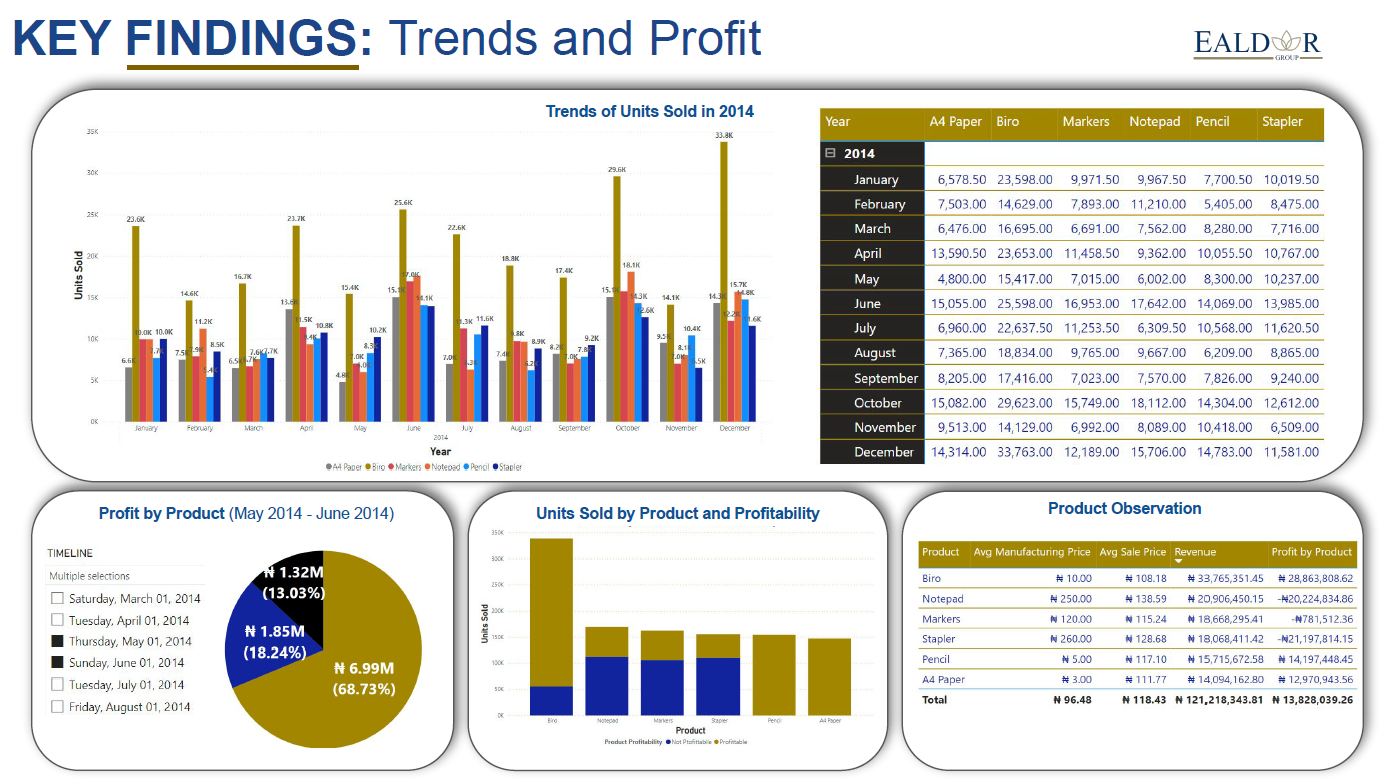 KEY FINDINGS: Trends and Profit
EALDOR
GROUP
Trends of Units Sold in 2014
Units Sold
35K
30K
25K
20K
15K
10K
5K
0K
6.6K 23.6K 10.0K 10.0K 7.7K 10.0K
7.5K 14.6K 7.9K 11.2K 5.4K 8.5K
6.5K 16.7K 6.7K 7.6K 7.7K
13.6K 23.7K 11.5K 9.4K 10.8K
4.8K 15.4K 7.0K 6.0K 8.3K 10.2K
15.1K 25.6K 17.0K 14.1K
7.0K 22.6K 11.3K 6.3K 11.6K
7.4K 18.8K 9.8K 6.2K 8.9K
8.2K 17.4K 7.0K 7.8K 9.2K
15.1K 29.6K 18.1K 14.3K 12.6K
9.5K 14.1K 7.0K 8.1K 10.4K 6.5K
14.3K 33.8K 12.2K 15.7K 14.8K 11.6K
January February March April May June July August September October November December
2014
Year
A4 Paper Biro Markers Notepad Pencil Stapler
Year A4 Paper Biro Markers Notepad Pencil Stapler
2014
January 6,578.50 23,598.00 9,971.50 9,967.50 7,700.50 10,019.50
February 7,503.00 14,629.00 7,893.00 11,210.00 5,405.00 8,475.00
March 6,476.00 16,695.00 6,691.00 7,562.00 8,280.00 7,716.00
April 13,590.50 23,653.00 11,458.50 9,362.00 10,055.50 10,767.00
May 4,800.00 15,417.00 7,015.00 6,002.00 8,300.00 10,237.00
June 15,055.00 25,598.00 16,953.00 17,642.00 14,069.00 13,985.00
July 6,960.00 22,637.50 11,253.50 6,309.50 10,568.00 11,620.50
August 7,365.00 18,834.00 9,765.00 9,667.00 6,209.00 8,865.00
September 8,205.00 17,416.00 7,023.00 7,570.00 7,826.00 9,240.00
October 15,082.00 29,623.00 15,749.00 18,112.00 14,304.00 12,612.00
November 9,513.00 14,129.00 6,992.00 8,089.00 10,418.00 6,509.00
December 14,314.00 33,763.00 12,189.00 15,706.00 14,783.00 11,581.00
Profit by Product (May 2014 - June 2014)
TIMELINE
Multiple selections
Saturday, March 01, 2014
Tuesday, April 01, 2014
Thursday, May 01, 2014
Sunday, June 01, 2014
Tuesday, July 01, 2014
Friday, August 01, 2014
₦ 1.32M
(13.03%)
₦ 1.85M
(18.24%)
₦ 6.99M
(68.73%)
Units Sold by Product and Profitability
Units Sold
350K
300K
250K
200K
150K
100K
50K
0K
Biro Notepad Markers Stapler Pencil A4 Paper
Product
Product Profitability Not Profitable Profittable
Product Observation
Product Avg Manufacturing Price Avg Sale Price Revenue Profit by Product
Biro ₦ 10.00 ₦ 108.18 ₦ 33,765,351.45 ₦ 28,863,808.62
Notepad ₦ 250.00 ₦ 138.59 ₦ 20,906,450.15 -₦20,224,834.86
Markers ₦ 120.00 ₦ 115.24 ₦ 18,668,295.41 -₦781,512.36
Stapler ₦ 260.00 ₦ 128.68 ₦ 18,068,411.42 -₦21,197,814.15
Pencil ₦ 5.00 ₦ 117.10 ₦ 15,715,672.58 ₦ 14,197,448.45
A4 Paper ₦ 3.00 ₦ 111.77 ₦ 14,094,162.80 ₦ 12,970,943.56
Total ₦ 96.48 ₦ 118.43 ₦ 121,218,343.81 ₦ 13,828,039.26